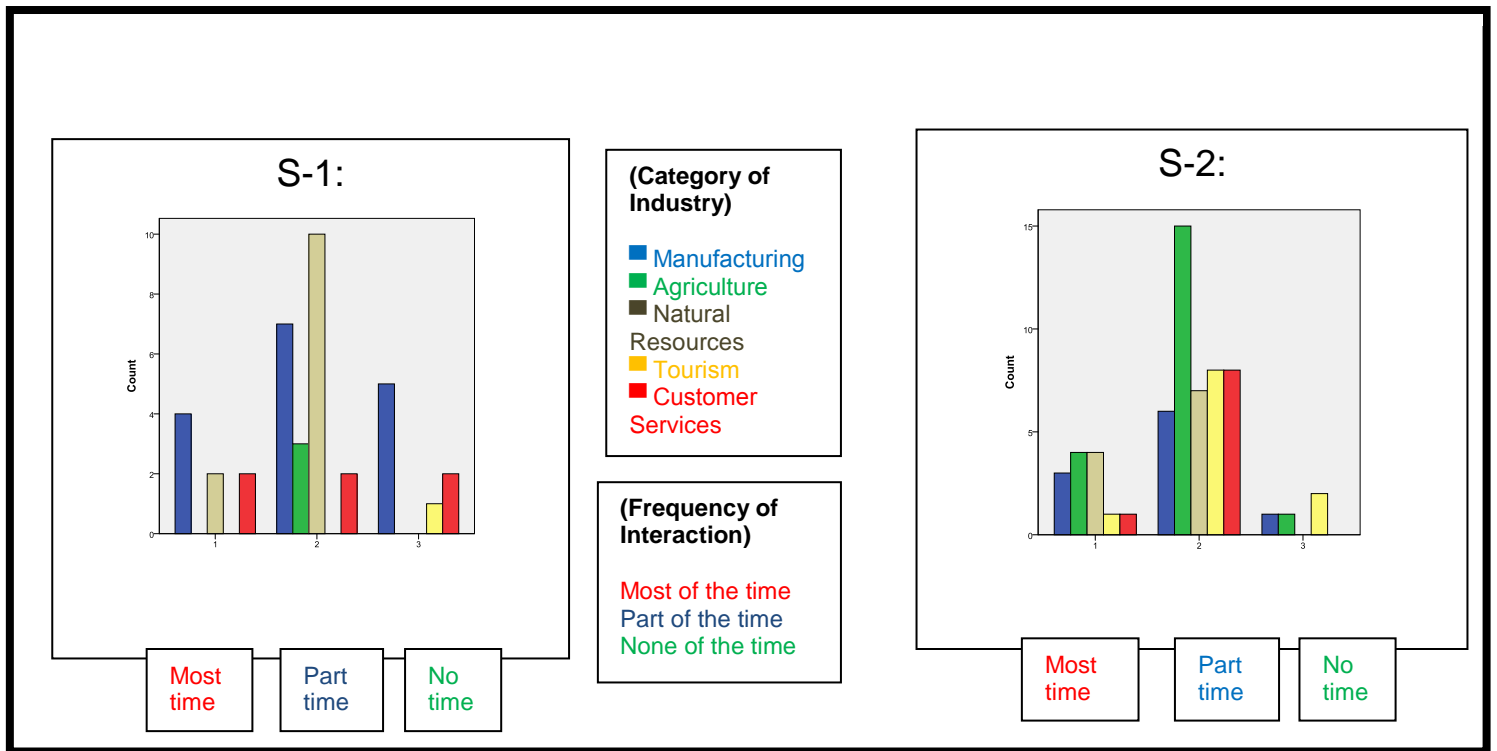 S-1:
10
8
6
4
2
0
Count
1
2
3
Most
time
Part
time
No
time
(Category of
Industry)
Manufacturing
Agriculture
Natural
Resources
Tourism
Customer
Services
(Frequency of
Interaction)
Most of the time
Part of the time
None of the time
S-2:
15
10
5
0
Count
1
2
3
Most
time
Part
time
No
time